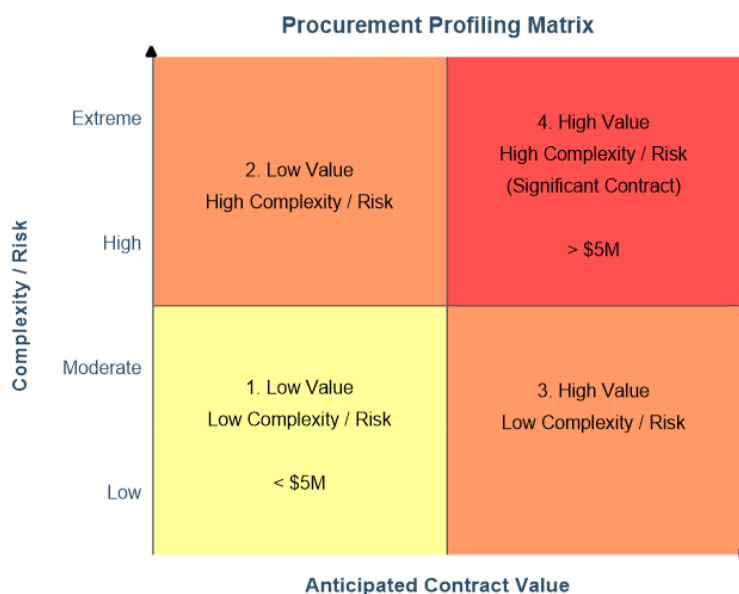 Procurement Profiling Matrix
Extreme
High
Moderate
Low
Complexity / Risk
2. Low Value
High Complexity / Risk
4. High Value
High Complexity / Risk
(Significant Contract)
> $5M
1. Low Value
Low Complexity / Risk
< $5M
3. High Value
Low Complexity / Risk
Anticipated Contract Value